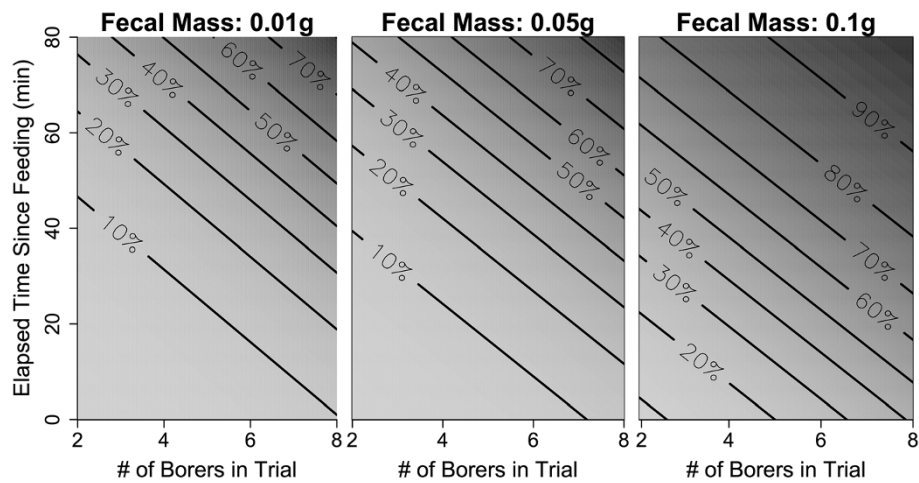 Fecal Mass: 0.01g
Fecal Mass: 0.05g
Fecal Mass: 0.1g
Elapsed Time Since Feeding (min)
80
60
40
20
0
10%
20%
30%
40%
50%
60%
70%
10%
20%
30%
40%
50%
60%
70%
20%
30%
40%
50%
60%
70%
80%
90%
2 4 6 8
2 4 6 8
2 4 6 8
# of Borers in Trial
# of Borers in Trial
# of Borers in Trial